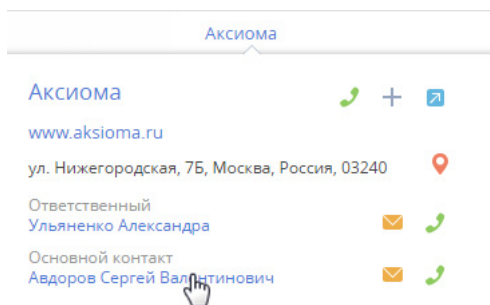 Аксиома
Аксиома
www.aksioma.ru
ул. Нижегородская, 7Б, Москва, Россия, 03240
Ответственный
Ульяненко Александра
Основной контакт
Авдоров Сергей Валентинович